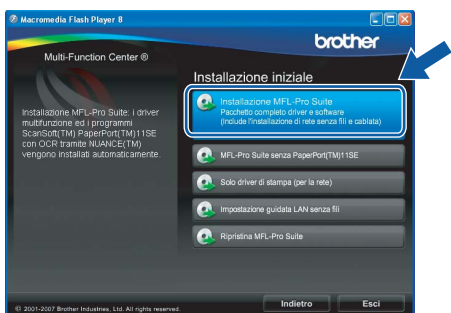 Macromedia Flash Player 8
brother
Multi-Function Center ®
Installazione iniziale
Installazione MFL-Pro Suite: i driver
multifunzione ed i programmi
ScanSoft(TM) PaperPort(TM)11SE
con OCR tramite NUANCE(TM)
vengono installati automaticamente.
Installazione MFL-Pro Suite
Pacchetto completo driver e software
(include l'installazione di rete senza fili e cablata)
MFL-Pro Suite senza PaperPort(TM)11SE
Solo driver di stampa (per la rete)
Impostazione guidata LAN senza fili
Ripristina MFL-Pro Suite
© 2001-2007 Brother Industries, Ltd. All rights reserved.
Indietro
Esci